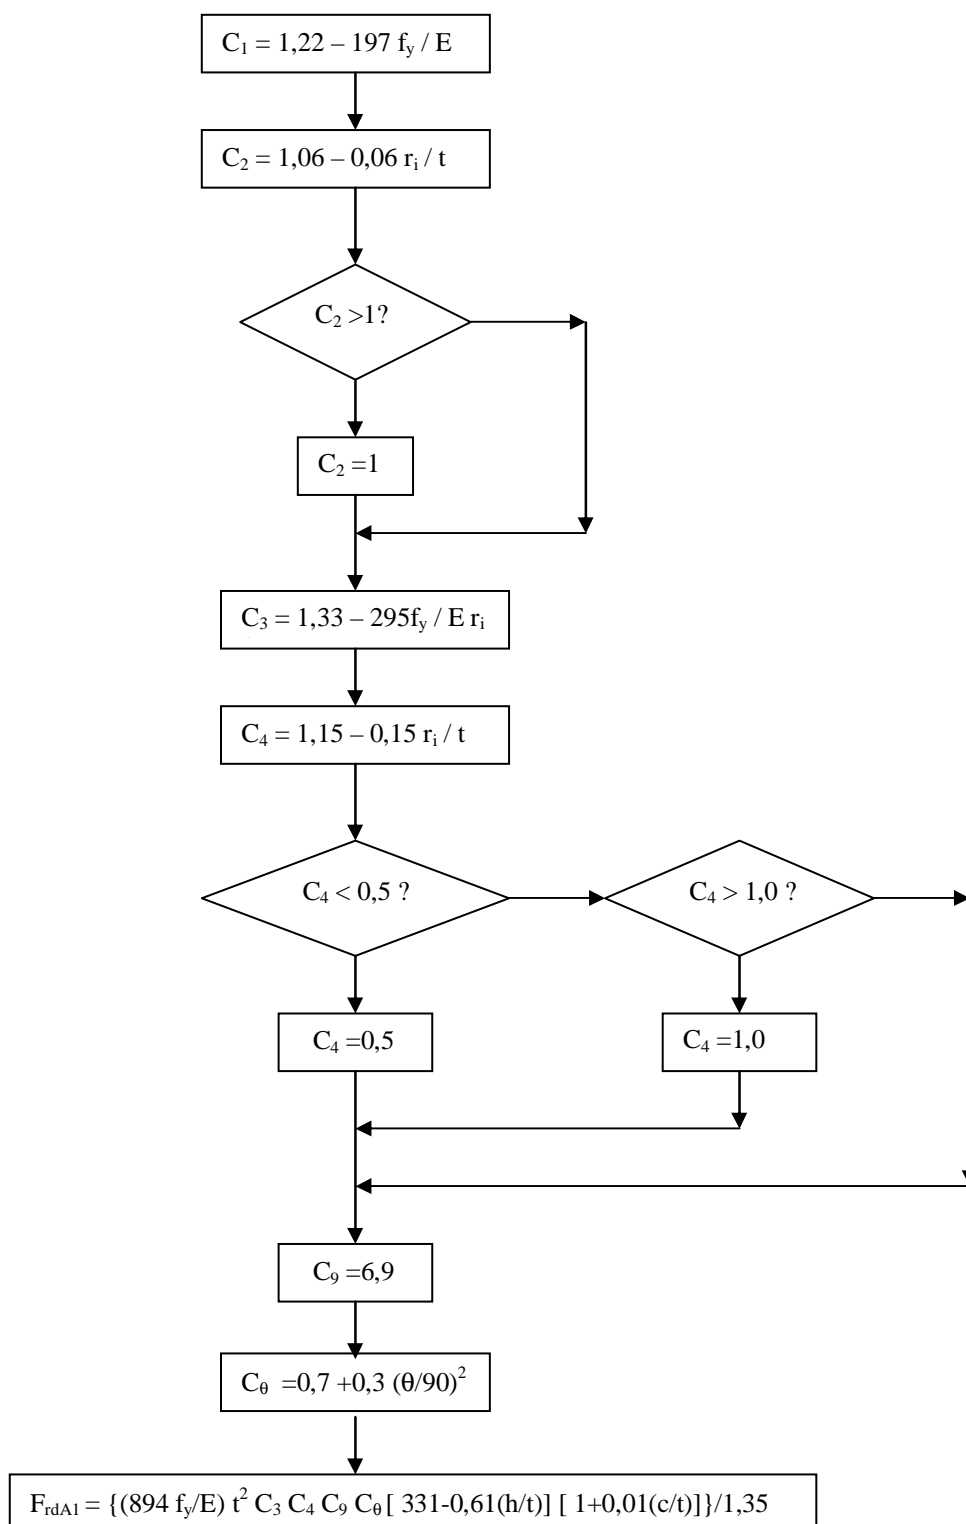 C₁ = 1,22 – 197 fᵧ / E
C₂ = 1,06 – 0,06 rᵢ / t
C₂ >1?
C₂ =1
C₃ = 1,33 – 295fᵧ / E rᵢ
C₄ = 1,15 – 0,15 rᵢ / t
C₄ < 0,5 ?
C₄ > 1,0 ?
C₄ =0,5
C₄ =1,0
C₉ =6,9
C_θ =0,7 +0,3 (θ/90)²
F_rdA1 = {(894 fᵧ/E) t² C₃ C₄ C₉ C_θ [ 331-0,61(h/t)] [ 1+0,01(c/t)]}/1,35